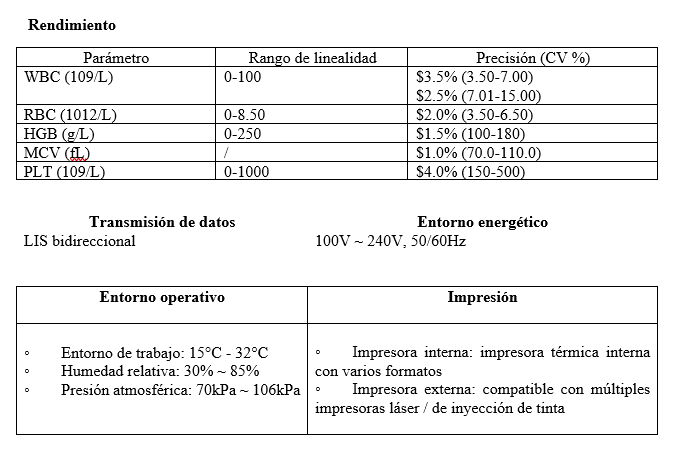 Rendimiento
Parámetro Rango de linealidad Precisión (CV %)
WBC (109/L) 0-100 $3.5% (3.50-7.00)
$2.5% (7.01-15.00)
RBC (1012/L) 0-8.50 $2.0% (3.50-6.50)
HGB (g/L) 0-250 $1.5% (100-180)
MCV (fL) / $1.0% (70.0-110.0)
PLT (109/L) 0-1000 $4.0% (150-500)
Transmisión de datos Entorno energético
LIS bidireccional 100V ~ 240V, 50/60Hz
Entorno operativo Impresión
◦ Entorno de trabajo: 15°C - 32°C
◦ Humedad relativa: 30% ~ 85%
◦ Presión atmosférica: 70kPa ~ 106kPa
◦ Impresora interna: impresora térmica interna
con varios formatos
◦ Impresora externa: compatible con múltiples
impresoras láser / de inyección de tinta